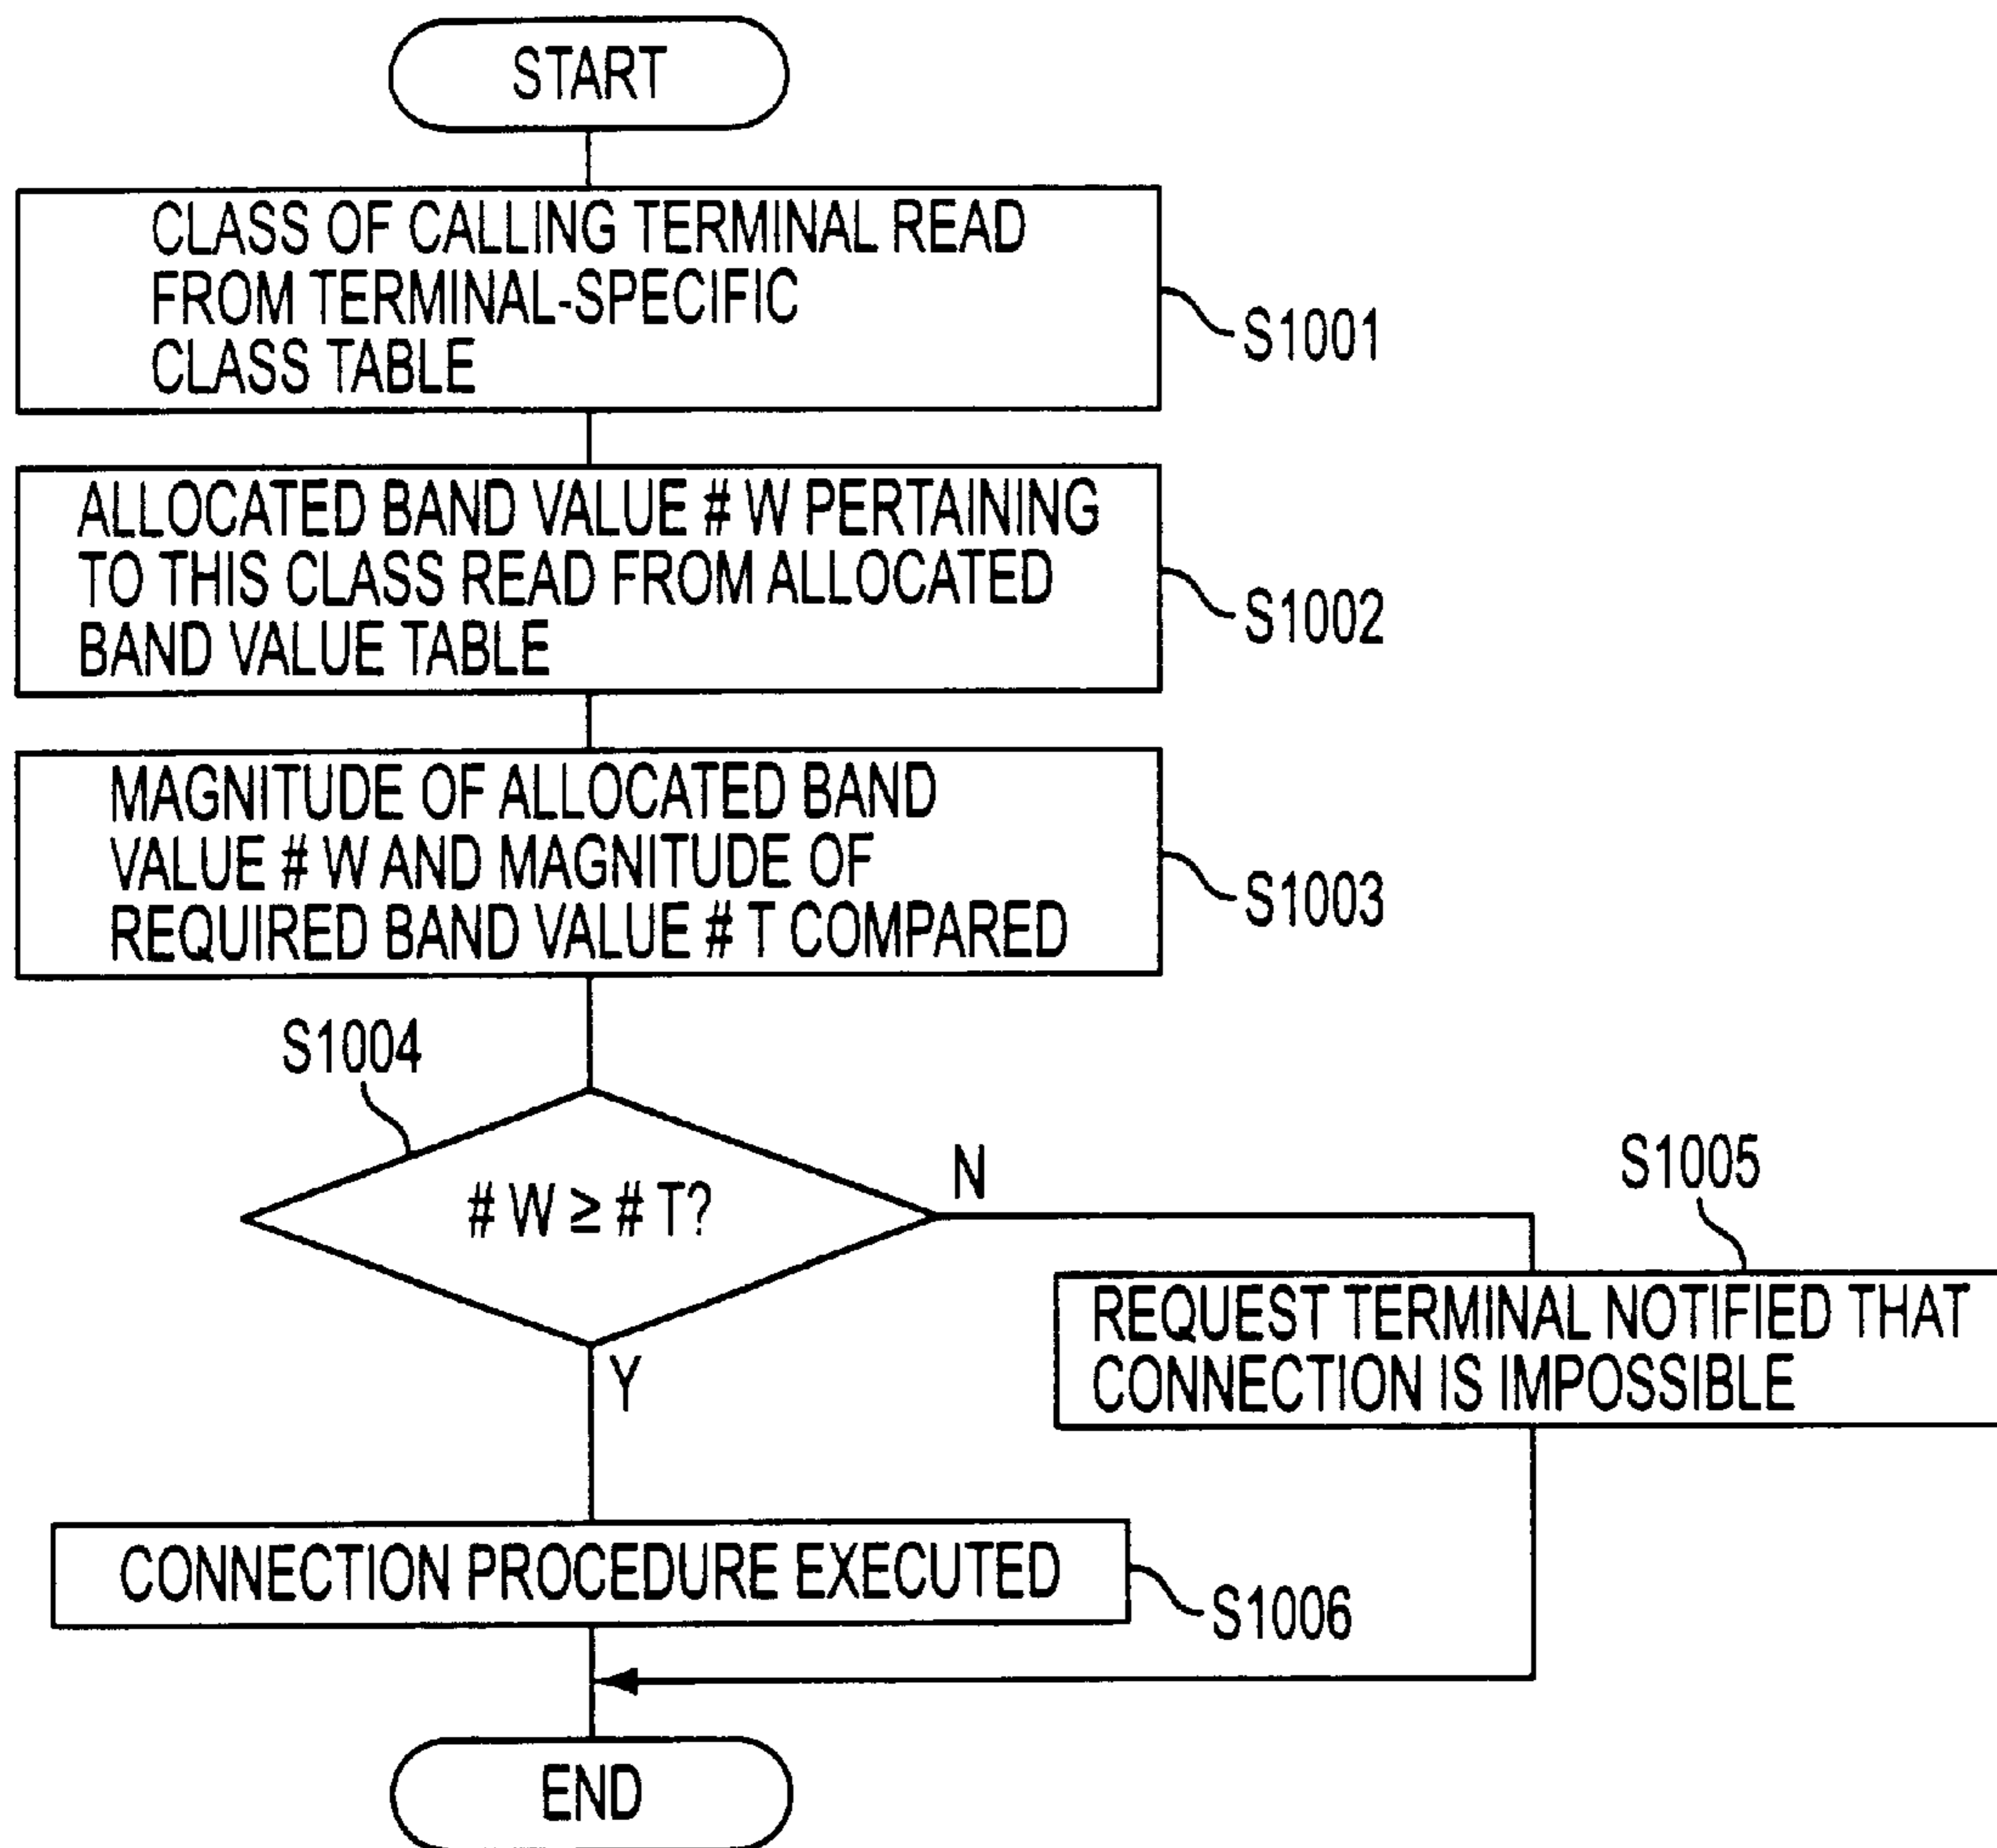 START
CLASS OF CALLING TERMINAL READ
FROM TERMINAL-SPECIFIC
CLASS TABLE
S1001
ALLOCATED BAND VALUE # W PERTAINING
TO THIS CLASS READ FROM ALLOCATED
BAND VALUE TABLE
S1002
MAGNITUDE OF ALLOCATED BAND
VALUE # W AND MAGNITUDE OF
REQUIRED BAND VALUE # T COMPARED
S1003
S1004
# W ≥ # T?
N
Y
S1005
REQUEST TERMINAL NOTIFIED THAT
CONNECTION IS IMPOSSIBLE
CONNECTION PROCEDURE EXECUTED
S1006
END